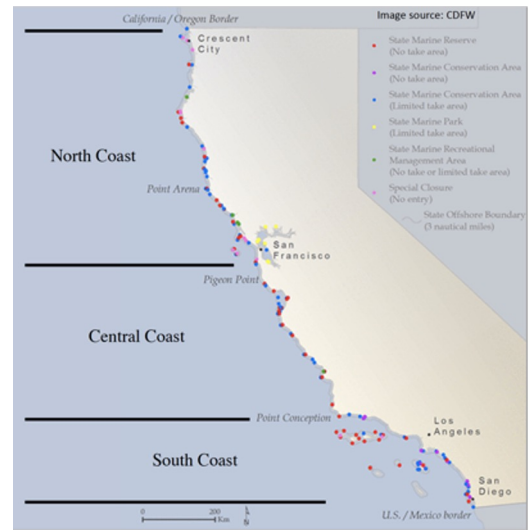 California / Oregon Border
Image source: CDFW
Crescent
City
State Marine Reserve
(No take area)
State Marine Conservation Area
(No take area)
State Marine Conservation Area
(Limited take area)
State Marine Park
(Limited take area)
State Marine Recreational
Management Area
(No take or limited take area)
Special Closure
(No entry)
State Offshore Boundary
(3 nautical miles)
North Coast
Point Arena
San
Francisco
Pigeon Point
Central Coast
Point Conception
Los
Angeles
South Coast
San
Diego
0 200
Kms
N
U.S. / Mexico border